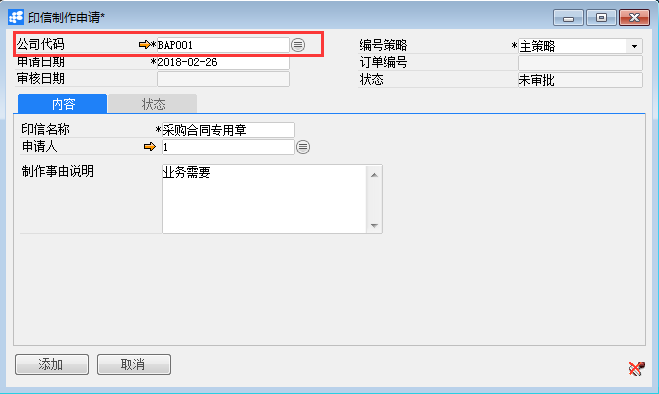 印信制作申请*
公司代码 *BAP001 编号策略 *主策略
申请日期 *2018-02-26 订单编号
审核日期 状态 未审批
内容 状态
印信名称 *采购合同专用章
申请人 1
制作事由说明 业务需要
添加 取消